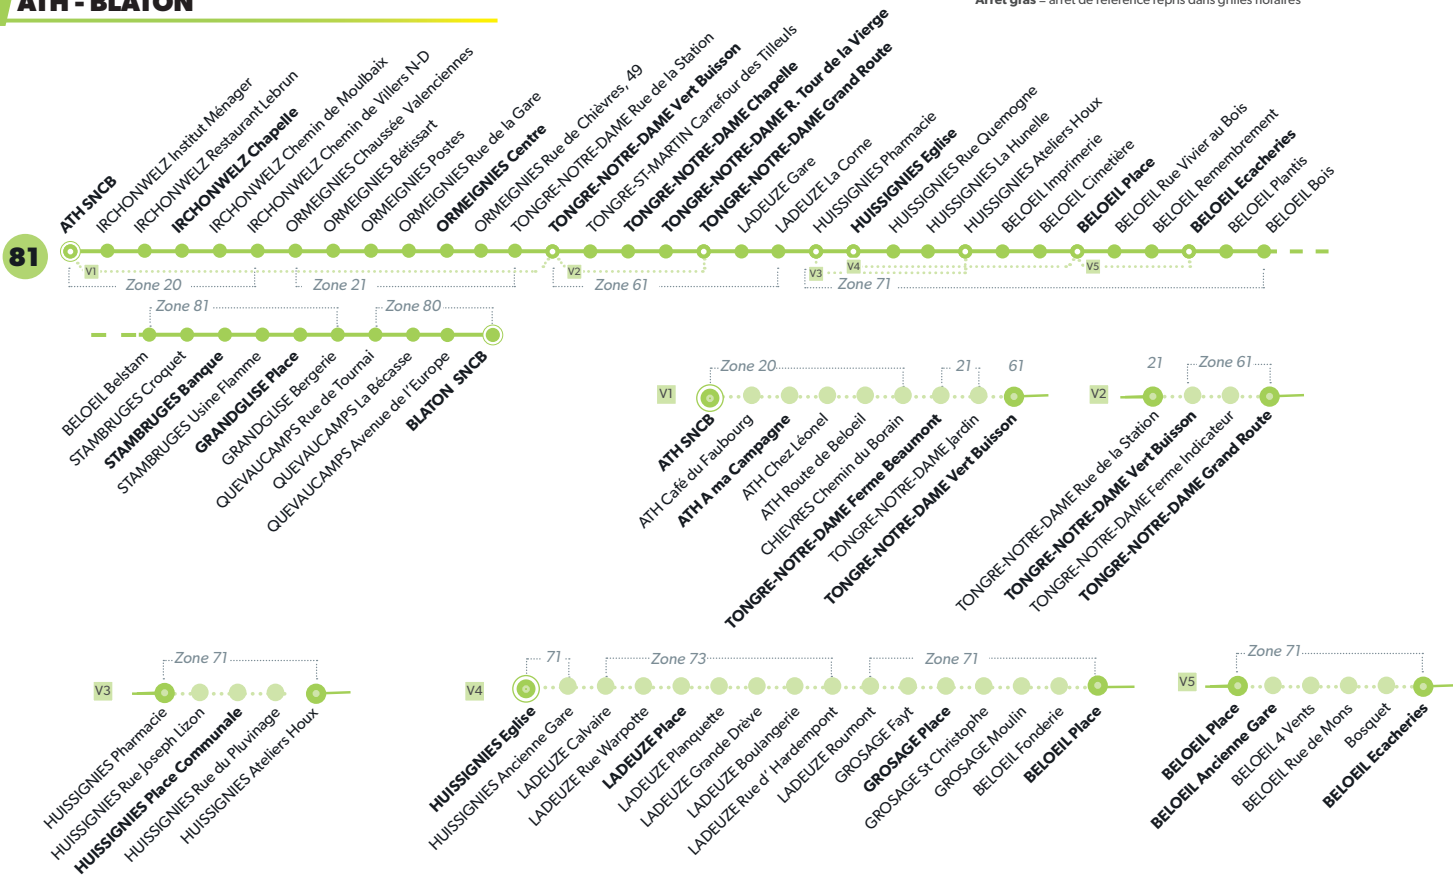 ATH - BLATON
Arrêt gras = arrêt de référence repris dans grilles horaires
81
ATH SNCB
IRCHONWELZ Institut Ménager
IRCHONWELZ Restaurant Lebrun
IRCHONWELZ Chapelle
IRCHONWELZ Chemin de Moulbaix
IRCHONWELZ Chemin de Villers N-D
ORMEIGNIES Chaussée Valenciennes
ORMEIGNIES Bétissart
ORMEIGNIES Postes
ORMEIGNIES Rue de la Gare
ORMEIGNIES Centre
ORMEIGNIES Rue de Chièvres, 49
TONGRE-NOTRE-DAME Rue de la Station
TONGRE-NOTRE-DAME Vert Buisson
TONGRE-ST-MARTIN Carrefour des Tilleuls
TONGRE-NOTRE-DAME Chapelle
TONGRE-NOTRE-DAME R. Tour de la Vierge
TONGRE-NOTRE-DAME Grand Route
LADEUZE Gare
LADEUZE La Corne
HUISSIGNIES Pharmacie
HUISSIGNIES Eglise
HUISSIGNIES Rue Quemogne
HUISSIGNIES La Hunelle
HUISSIGNIES Ateliers Houx
BELOEIL Imprimerie
BELOEIL Cimetière
BELOEIL Place
BELOEIL Rue Vivier au Bois
BELOEIL Remembrement
BELOEIL Ecacheries
BELOEIL Plantis
BELOEIL Bois
V1
V2
V3
V4
V5
Zone 20
Zone 21
Zone 61
Zone 71
Zone 81
Zone 80
BELOEIL Belstam
STAMBRUGES Croquet
STAMBRUGES Banque
STAMBRUGES Usine Flamme
GRANDGLISE Place
GRANDGLISE Bergerie
QUEVAUCAMPS Rue de Tournai
QUEVAUCAMPS La Bécasse
QUEVAUCAMPS Avenue de l'Europe
BLATON SNCB
V1
Zone 20
21
61
ATH SNCB
ATH Café du Faubourg
ATH A ma Campagne
ATH Chez Léonel
ATH Route de Beloeil
CHIEVRES Chemin du Borain
TONGRE-NOTRE-DAME Ferme Beaumont
TONGRE-NOTRE-DAME Jardin
TONGRE-NOTRE-DAME Vert Buisson
V2
21
Zone 61
TONGRE-NOTRE-DAME Rue de la Station
TONGRE-NOTRE-DAME Vert Buisson
TONGRE-NOTRE-DAME Ferme Indicateur
TONGRE-NOTRE-DAME Grand Route
V3
Zone 71
HUISSIGNIES Pharmacie
HUISSIGNIES Rue Joseph Lizon
HUISSIGNIES Place Communale
HUISSIGNIES Rue du Pluvinage
HUISSIGNIES Ateliers Houx
V4
71
Zone 73
Zone 71
HUISSIGNIES Eglise
HUISSIGNIES Ancienne Gare
LADEUZE Calvaire
LADEUZE Rue Warpotte
LADEUZE Place
LADEUZE Planquette
LADEUZE Grande Drève
LADEUZE Boulangerie
LADEUZE Rue d' Hardempont
LADEUZE Roumont
GROSAGE Fayt
GROSAGE Place
GROSAGE St Christophe
GROSAGE Moulin
BELOEIL Fonderie
BELOEIL Place
V5
Zone 71
BELOEIL Place
BELOEIL Ancienne Gare
BELOEIL 4 Vents
BELOEIL Rue de Mons
Bosquet
BELOEIL Ecacheries